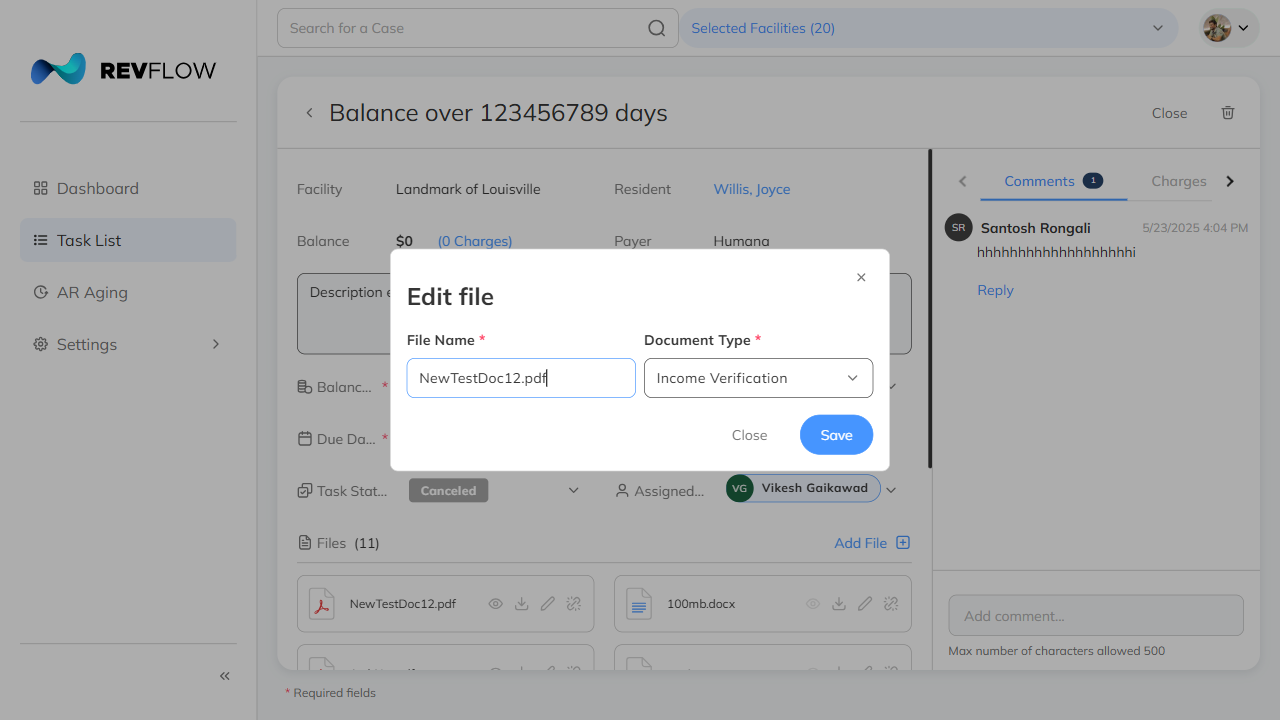 Search for a Case
Selected Facilities (20)
REVFLOW
Balance over 123456789 days
Close
Dashboard
Task List
AR Aging
Settings
Facility
Landmark of Louisville
Resident
Willis, Joyce
Balance
$0
(0 Charges)
Payer
Humana
Comments 1
Charges
SR
Santosh Rongali
5/23/2025 4:04 PM
hhhhhhhhhhhhhhhhhhi
Reply
Edit file
File Name *
Document Type *
NewTestDoc12.pdf
Income Verification
Close
Save
Balanc... *
Due Da... *
Task Stat...
Canceled
Assigned...
VG
Vikesh Gaikawad
Files (11)
Add File
NewTestDoc12.pdf
100mb.docx
Add comment...
Max number of characters allowed 500
* Required fields